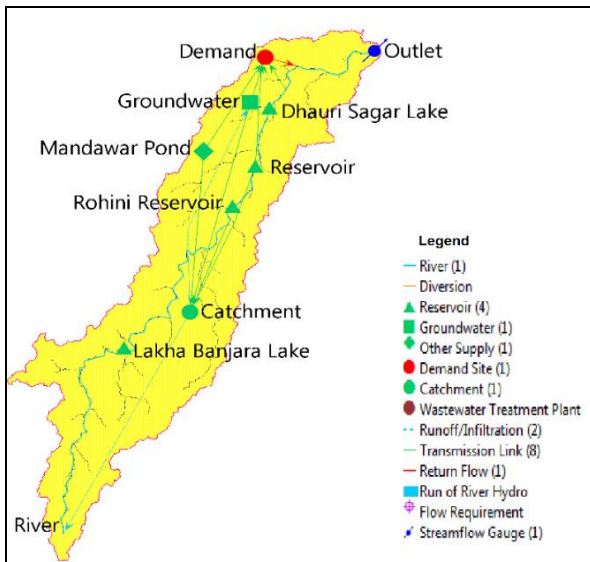 Demand
Outlet
Groundwater
Dhauri Sagar Lake
Mandawar Pond
Reservoir
Rohini Reservoir
Catchment
Lakha Banjara Lake
River
Legend
River (1)
Diversion
Reservoir (4)
Groundwater (1)
Other Supply (1)
Demand Site (1)
Catchment (1)
Wastewater Treatment Plant
Runoff/Infiltration (2)
Transmission Link (8)
Return Flow (1)
Run of River Hydro
Flow Requirement
Streamflow Gauge (1)